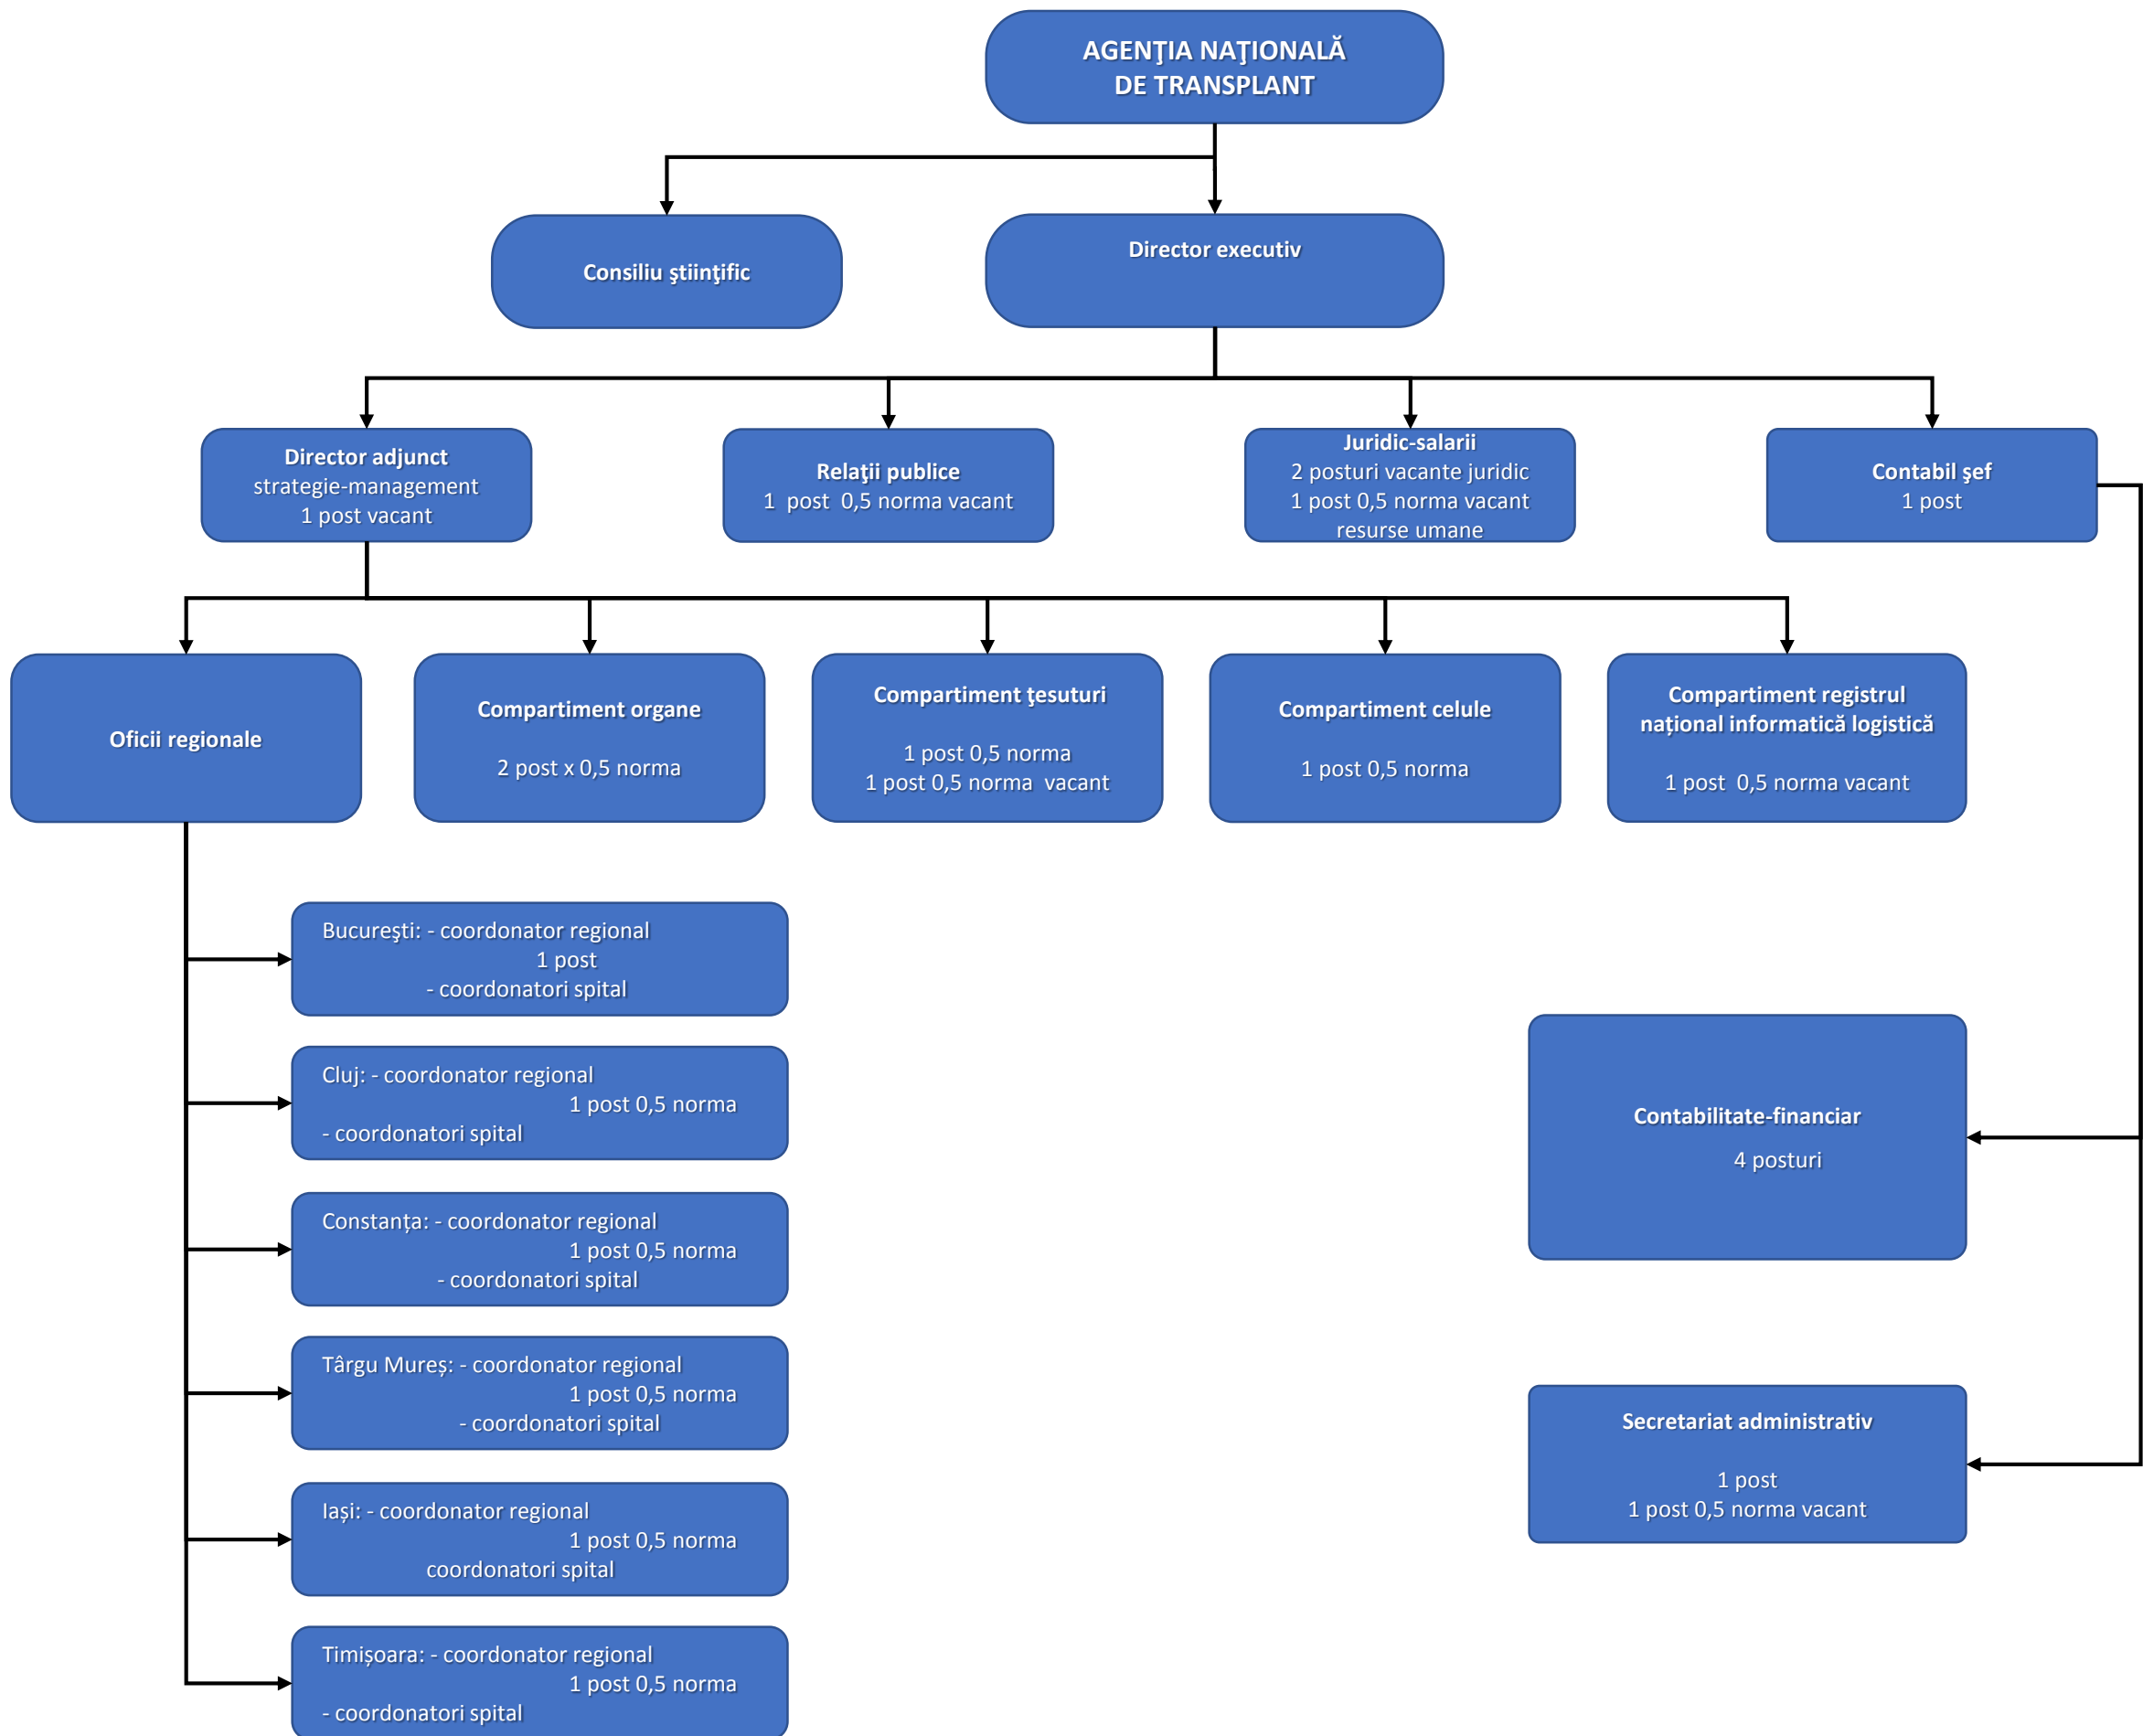 AGENŢIA NAŢIONALĂ
DE TRANSPLANT
Consiliu ştiinţific
Director executiv
Director adjunct
strategie-management
1 post vacant
Relaţii publice
1 post 0,5 norma vacant
Juridic-salarii
2 posturi vacante juridic
1 post 0,5 norma vacant
resurse umane
Contabil şef
1 post
Oficii regionale
Compartiment organe
2 post x 0,5 norma
Compartiment ţesuturi
1 post 0,5 norma
1 post 0,5 norma vacant
Compartiment celule
1 post 0,5 norma
Compartiment registrul
național informatică logistică
1 post 0,5 norma vacant
Bucureşti: - coordonator regional
1 post
- coordonatori spital
Cluj: - coordonator regional
1 post 0,5 norma
- coordonatori spital
Constanța: - coordonator regional
1 post 0,5 norma
- coordonatori spital
Târgu Mureș: - coordonator regional
1 post 0,5 norma
- coordonatori spital
Iași: - coordonator regional
1 post 0,5 norma
coordonatori spital
Timișoara: - coordonator regional
1 post 0,5 norma
- coordonatori spital
Contabilitate-financiar
4 posturi
Secretariat administrativ
1 post
1 post 0,5 norma vacant